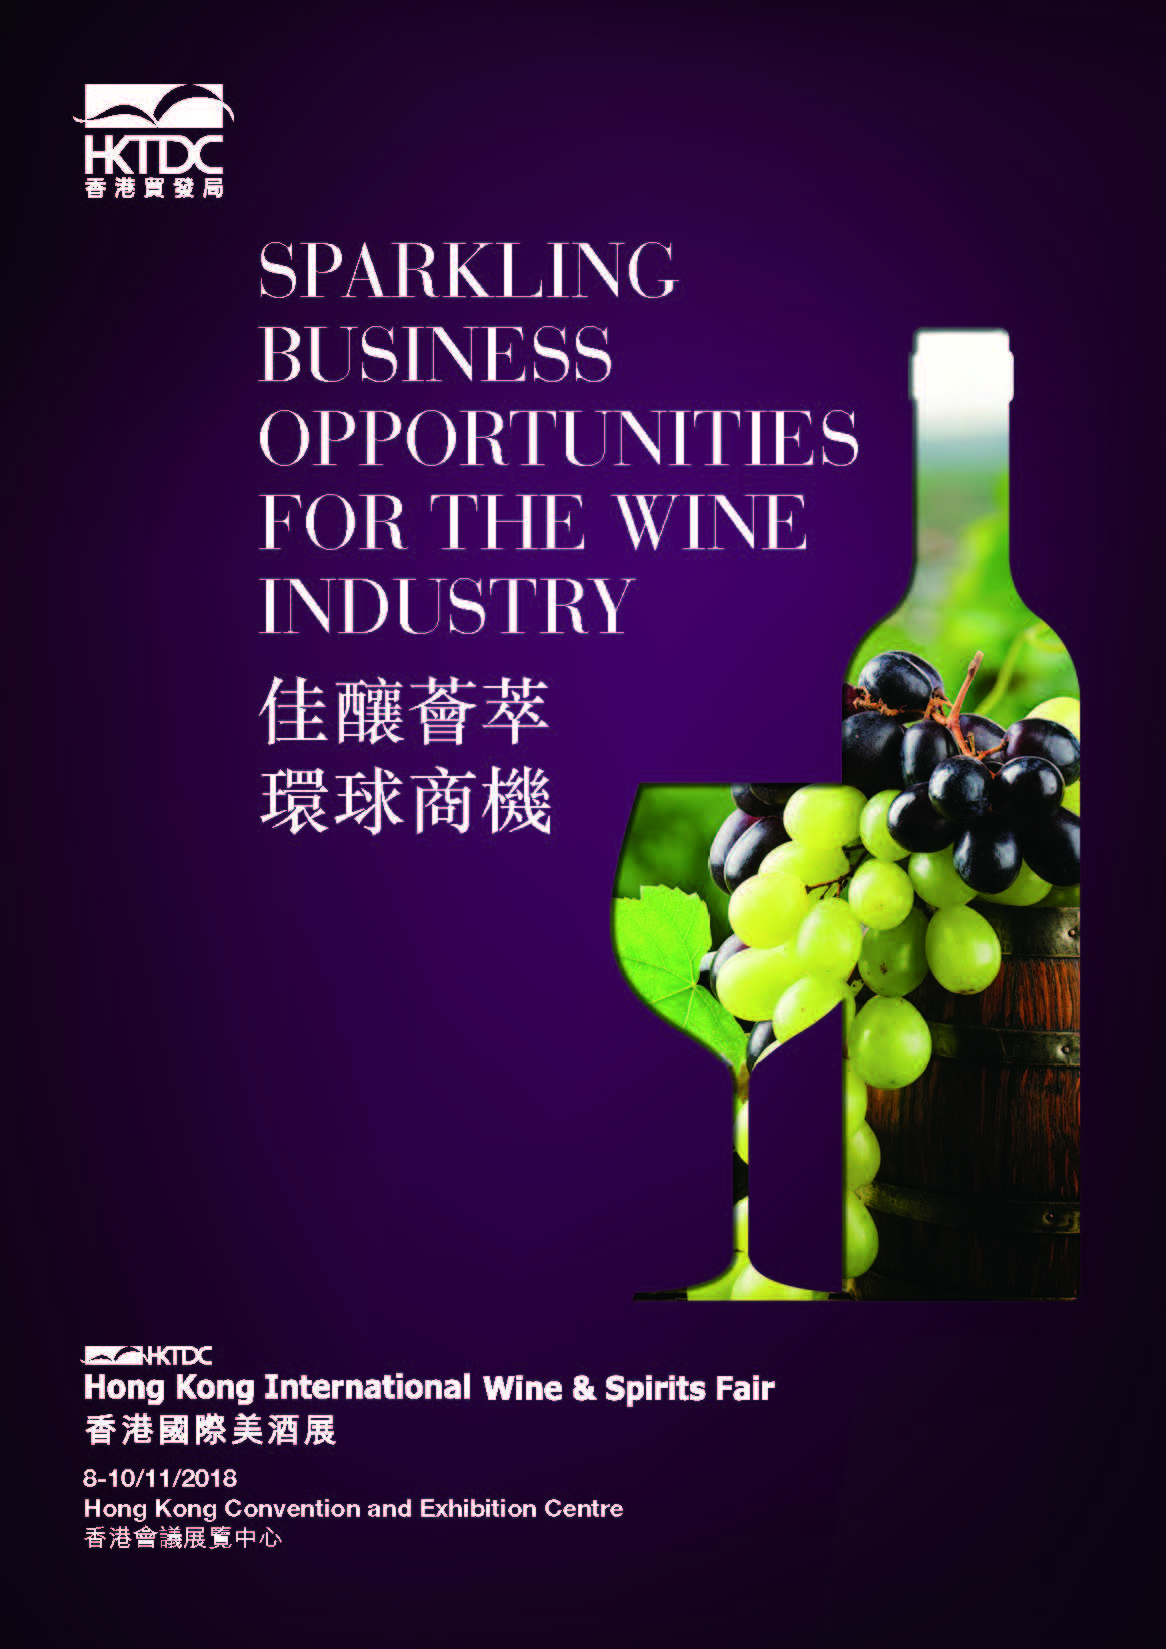 HKTDC
香港貿發局
SPARKLING
BUSINESS
OPPORTUNITIES
FOR THE WINE
INDUSTRY
佳釀薈萃
環球商機
HKTDC
Hong Kong International Wine & Spirits Fair
香港國際美酒展
8-10/11/2018
Hong Kong Convention and Exhibition Centre
香港會議展覽中心